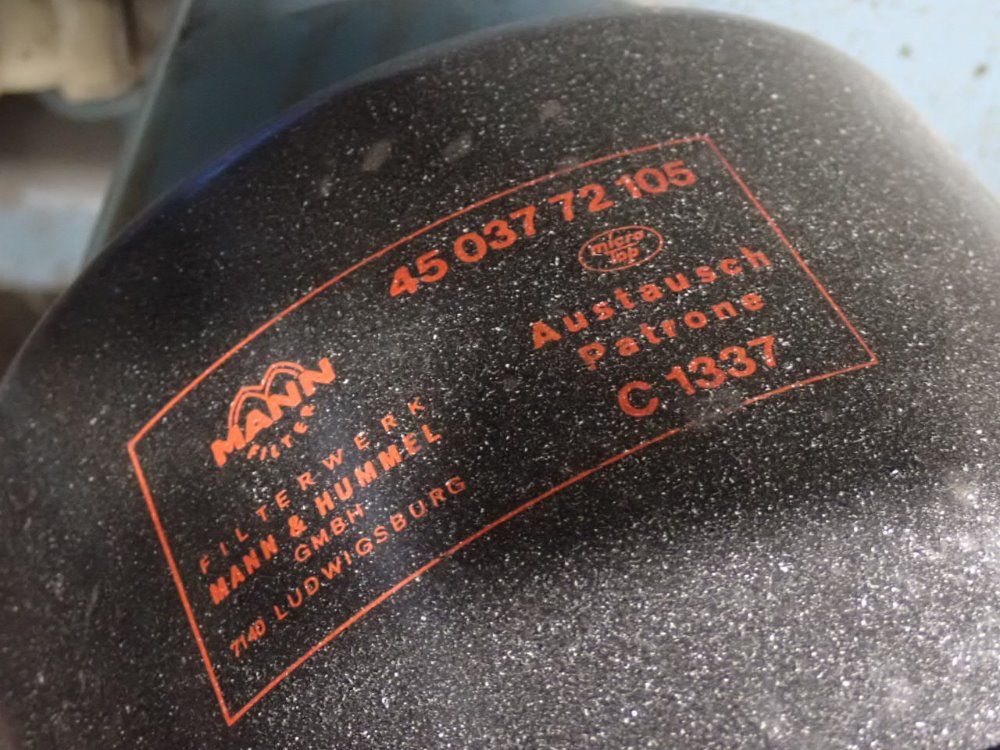 45 037 72 105
micro
top
Austausch
Patrone
C 1337
MANN
FILTER
FILTERWERK
MANN & HUMMEL
GMBH
7140 LUDWIGSBURG